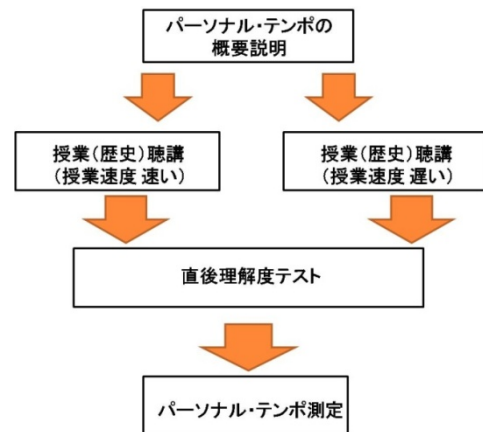 パーソナル・テンポの
概要説明
授業(歴史)聴講
(授業速度 速い)
授業(歴史)聴講
(授業速度 遅い)
直後理解度テスト
パーソナル・テンポ測定